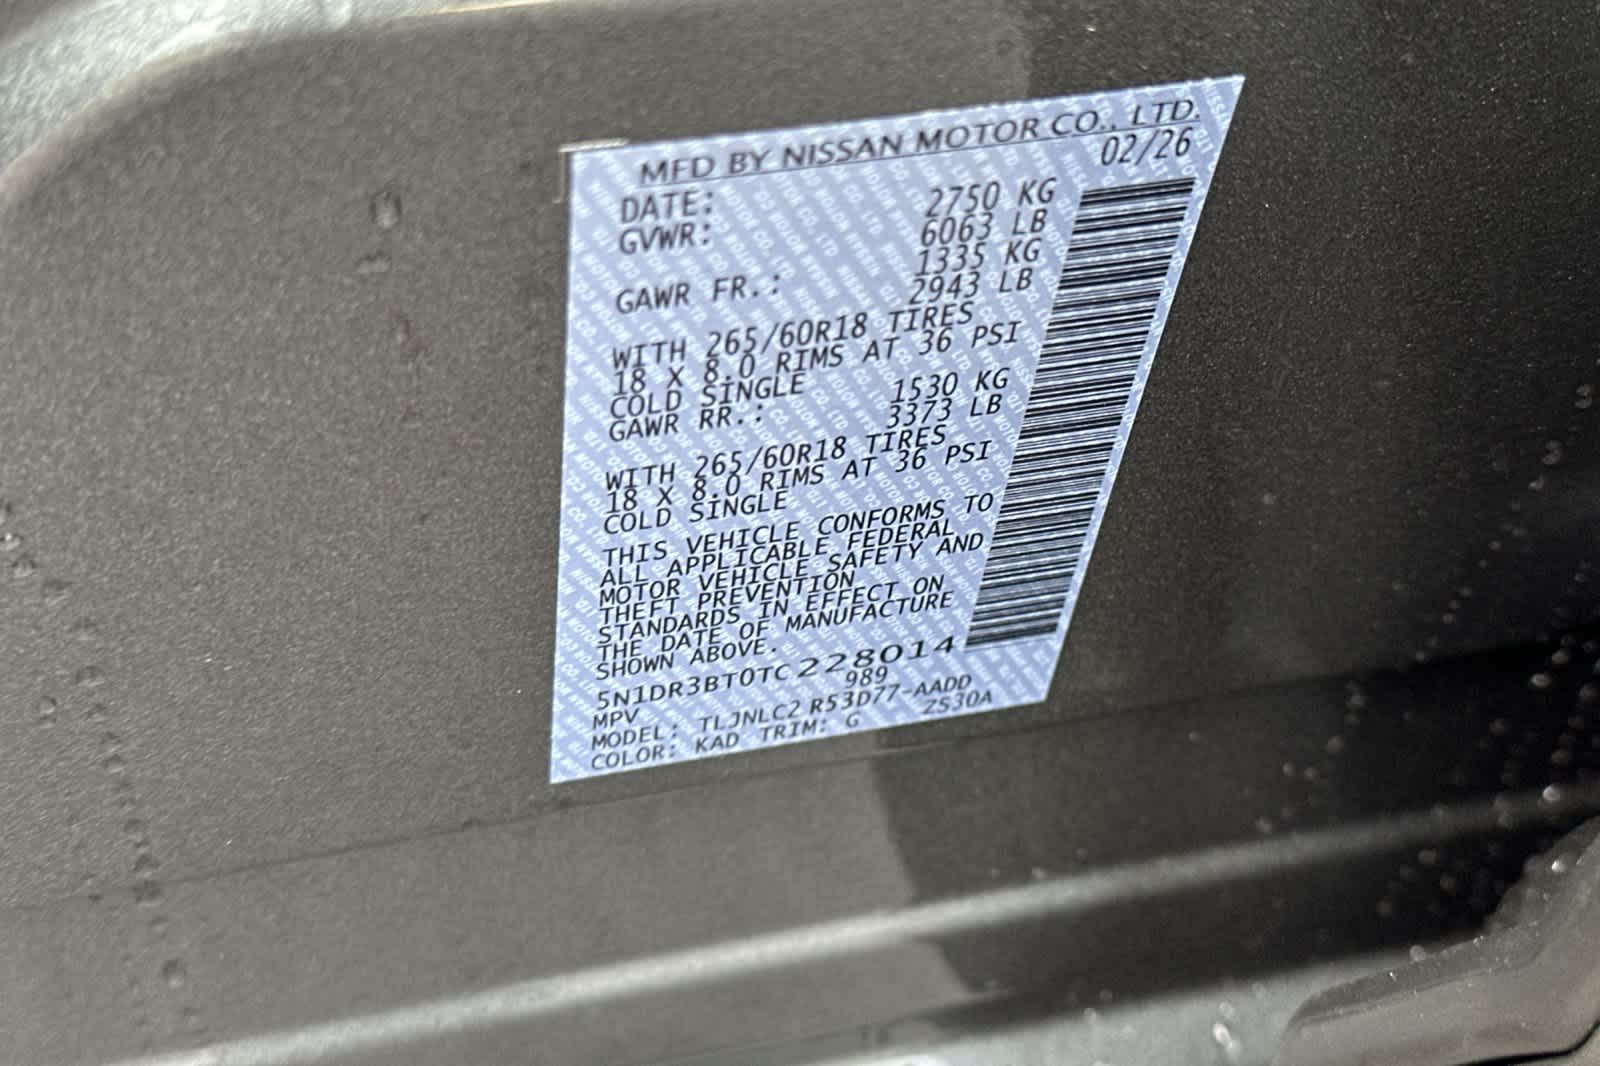 MFD BY NISSAN MOTOR CO., LTD.
DATE: 02/26
GVWR: 2750 KG
6063 LB
GAWR FR.: 1335 KG
2943 LB
WITH 265/60R18 TIRES
18 X 8.0 RIMS AT 36 PSI
COLD SINGLE
GAWR RR.: 1530 KG
3373 LB
WITH 265/60R18 TIRES
18 X 8.0 RIMS AT 36 PSI
COLD SINGLE
THIS VEHICLE CONFORMS TO
ALL APPLICABLE FEDERAL
MOTOR VEHICLE SAFETY AND
THEFT PREVENTION
STANDARDS IN EFFECT ON
THE DATE OF MANUFACTURE
SHOWN ABOVE.
5N1DR3BT0TC228014
MPV 989
MODEL: TLJNLC2 R53D77-AADD
COLOR: KAD TRIM: G ZS30A